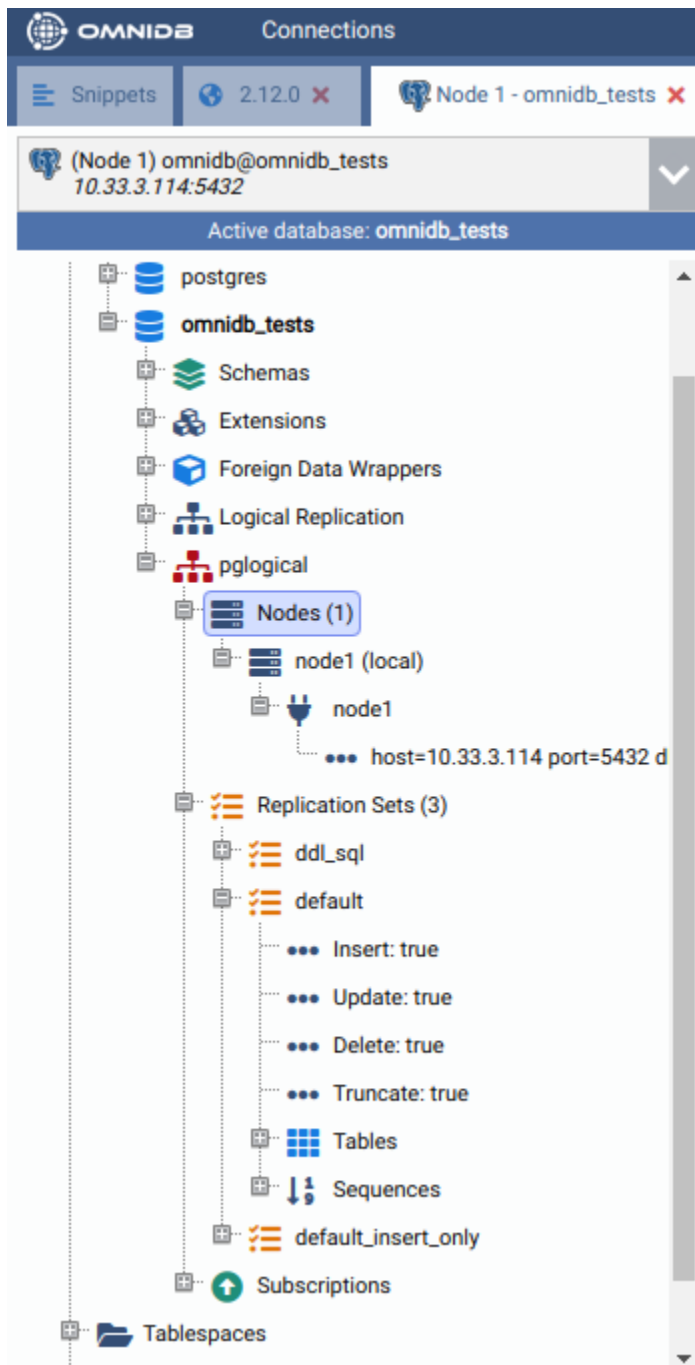 OMNIDB
Connections
Snippets
2.12.0
Node 1 - omnidb_tests
(Node 1) omnidb@omnidb_tests
10.33.3.114:5432
Active database: omnidb_tests
postgres
omnidb_tests
Schemas
Extensions
Foreign Data Wrappers
Logical Replication
pglogical
Nodes (1)
node1 (local)
node1
host=10.33.3.114 port=5432 d
Replication Sets (3)
ddl_sql
default
Insert: true
Update: true
Delete: true
Truncate: true
Tables
Sequences
default_insert_only
Subscriptions
Tablespaces